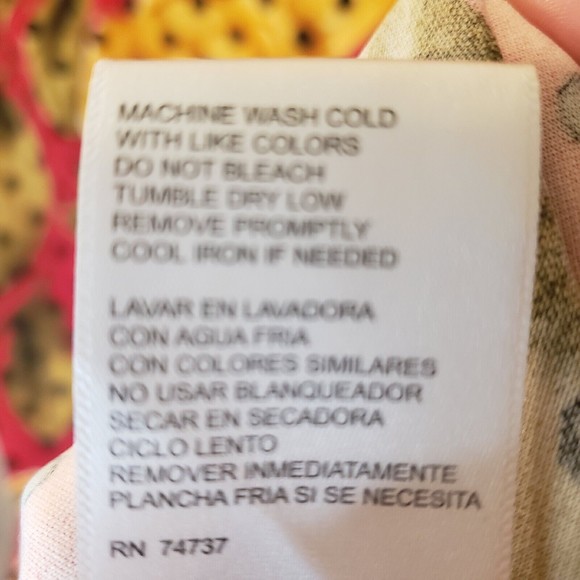 MACHINE WASH COLD
WITH LIKE COLORS
DO NOT BLEACH
TUMBLE DRY LOW
REMOVE PROMPTLY
COOL IRON IF NEEDED
LAVAR EN LAVADORA
CON AGUA FRIA
CON COLORES SIMILARES
NO USAR BLANQUEADOR
SECAR EN SECADORA
CICLO LENTO
REMOVER INMEDIATAMENTE
PLANCHA FRIA SI SE NECESITA
RN 74737